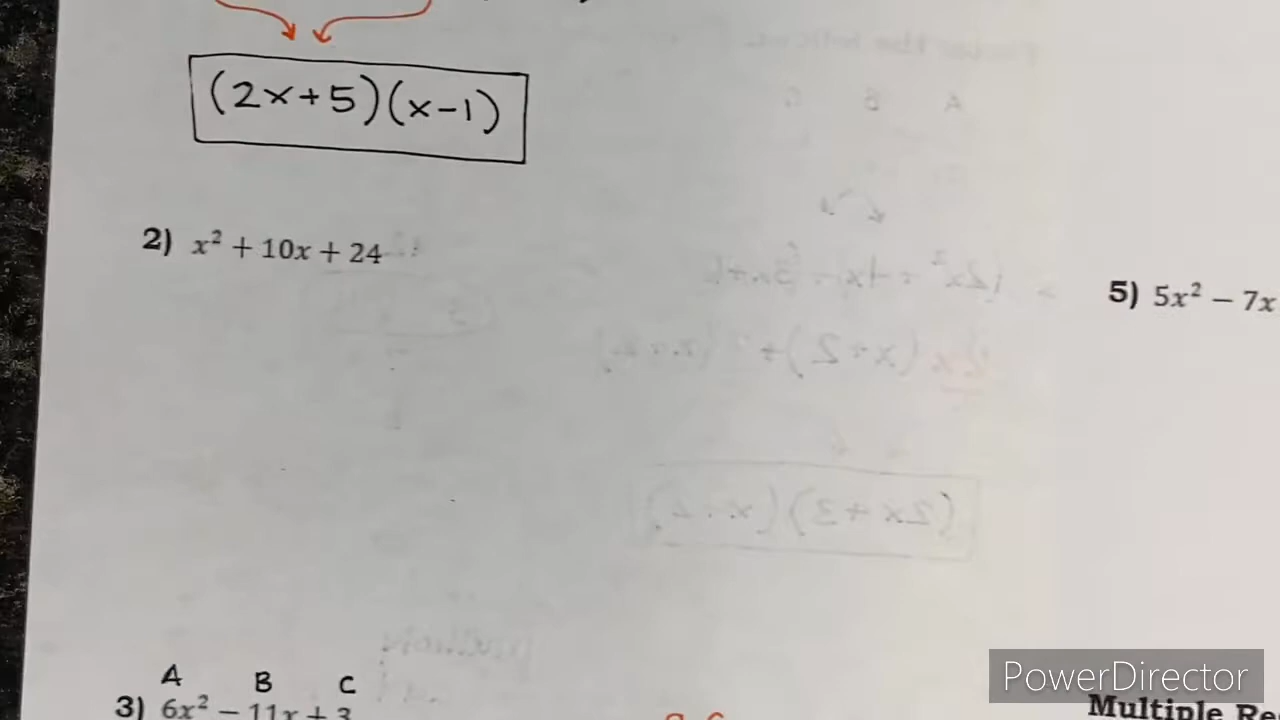 (2x+5)(x-1)
2) x² + 10x + 24
5) 5x² − 7x
A B C
3) 6x² − 11x + 3
PowerDirector
Multiple Re